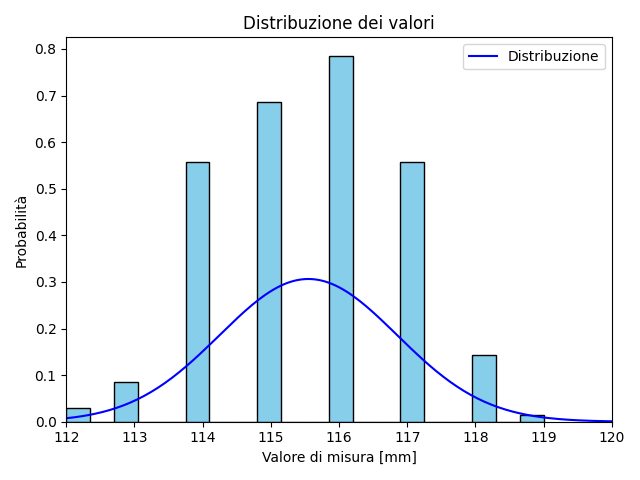 Distribuzione dei valori
Distribuzione
Probabilità
0.8
0.7
0.6
0.5
0.4
0.3
0.2
0.1
0.0
112 113 114 115 116 117 118 119 120
Valore di misura [mm]